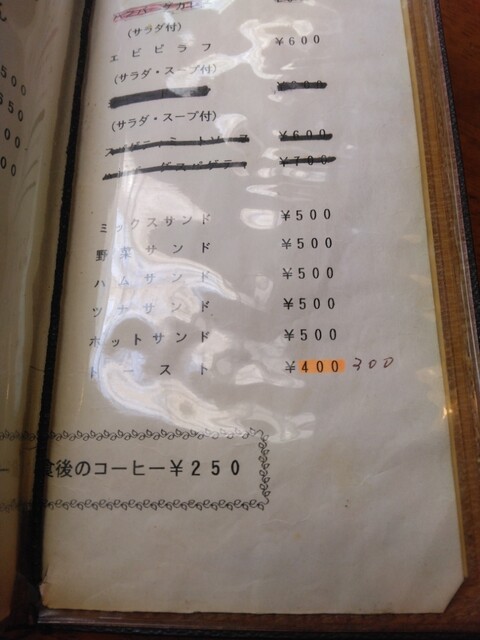 (サラダ付)
エビピラフ ¥600
(サラダ・スープ付)
(サラダ・スープ付)
¥600
¥700
ミックスサンド ¥500
野菜サンド ¥500
ハムサンド ¥500
ツナサンド ¥500
ホットサンド ¥500
トースト ¥400 300
食後のコーヒー¥250